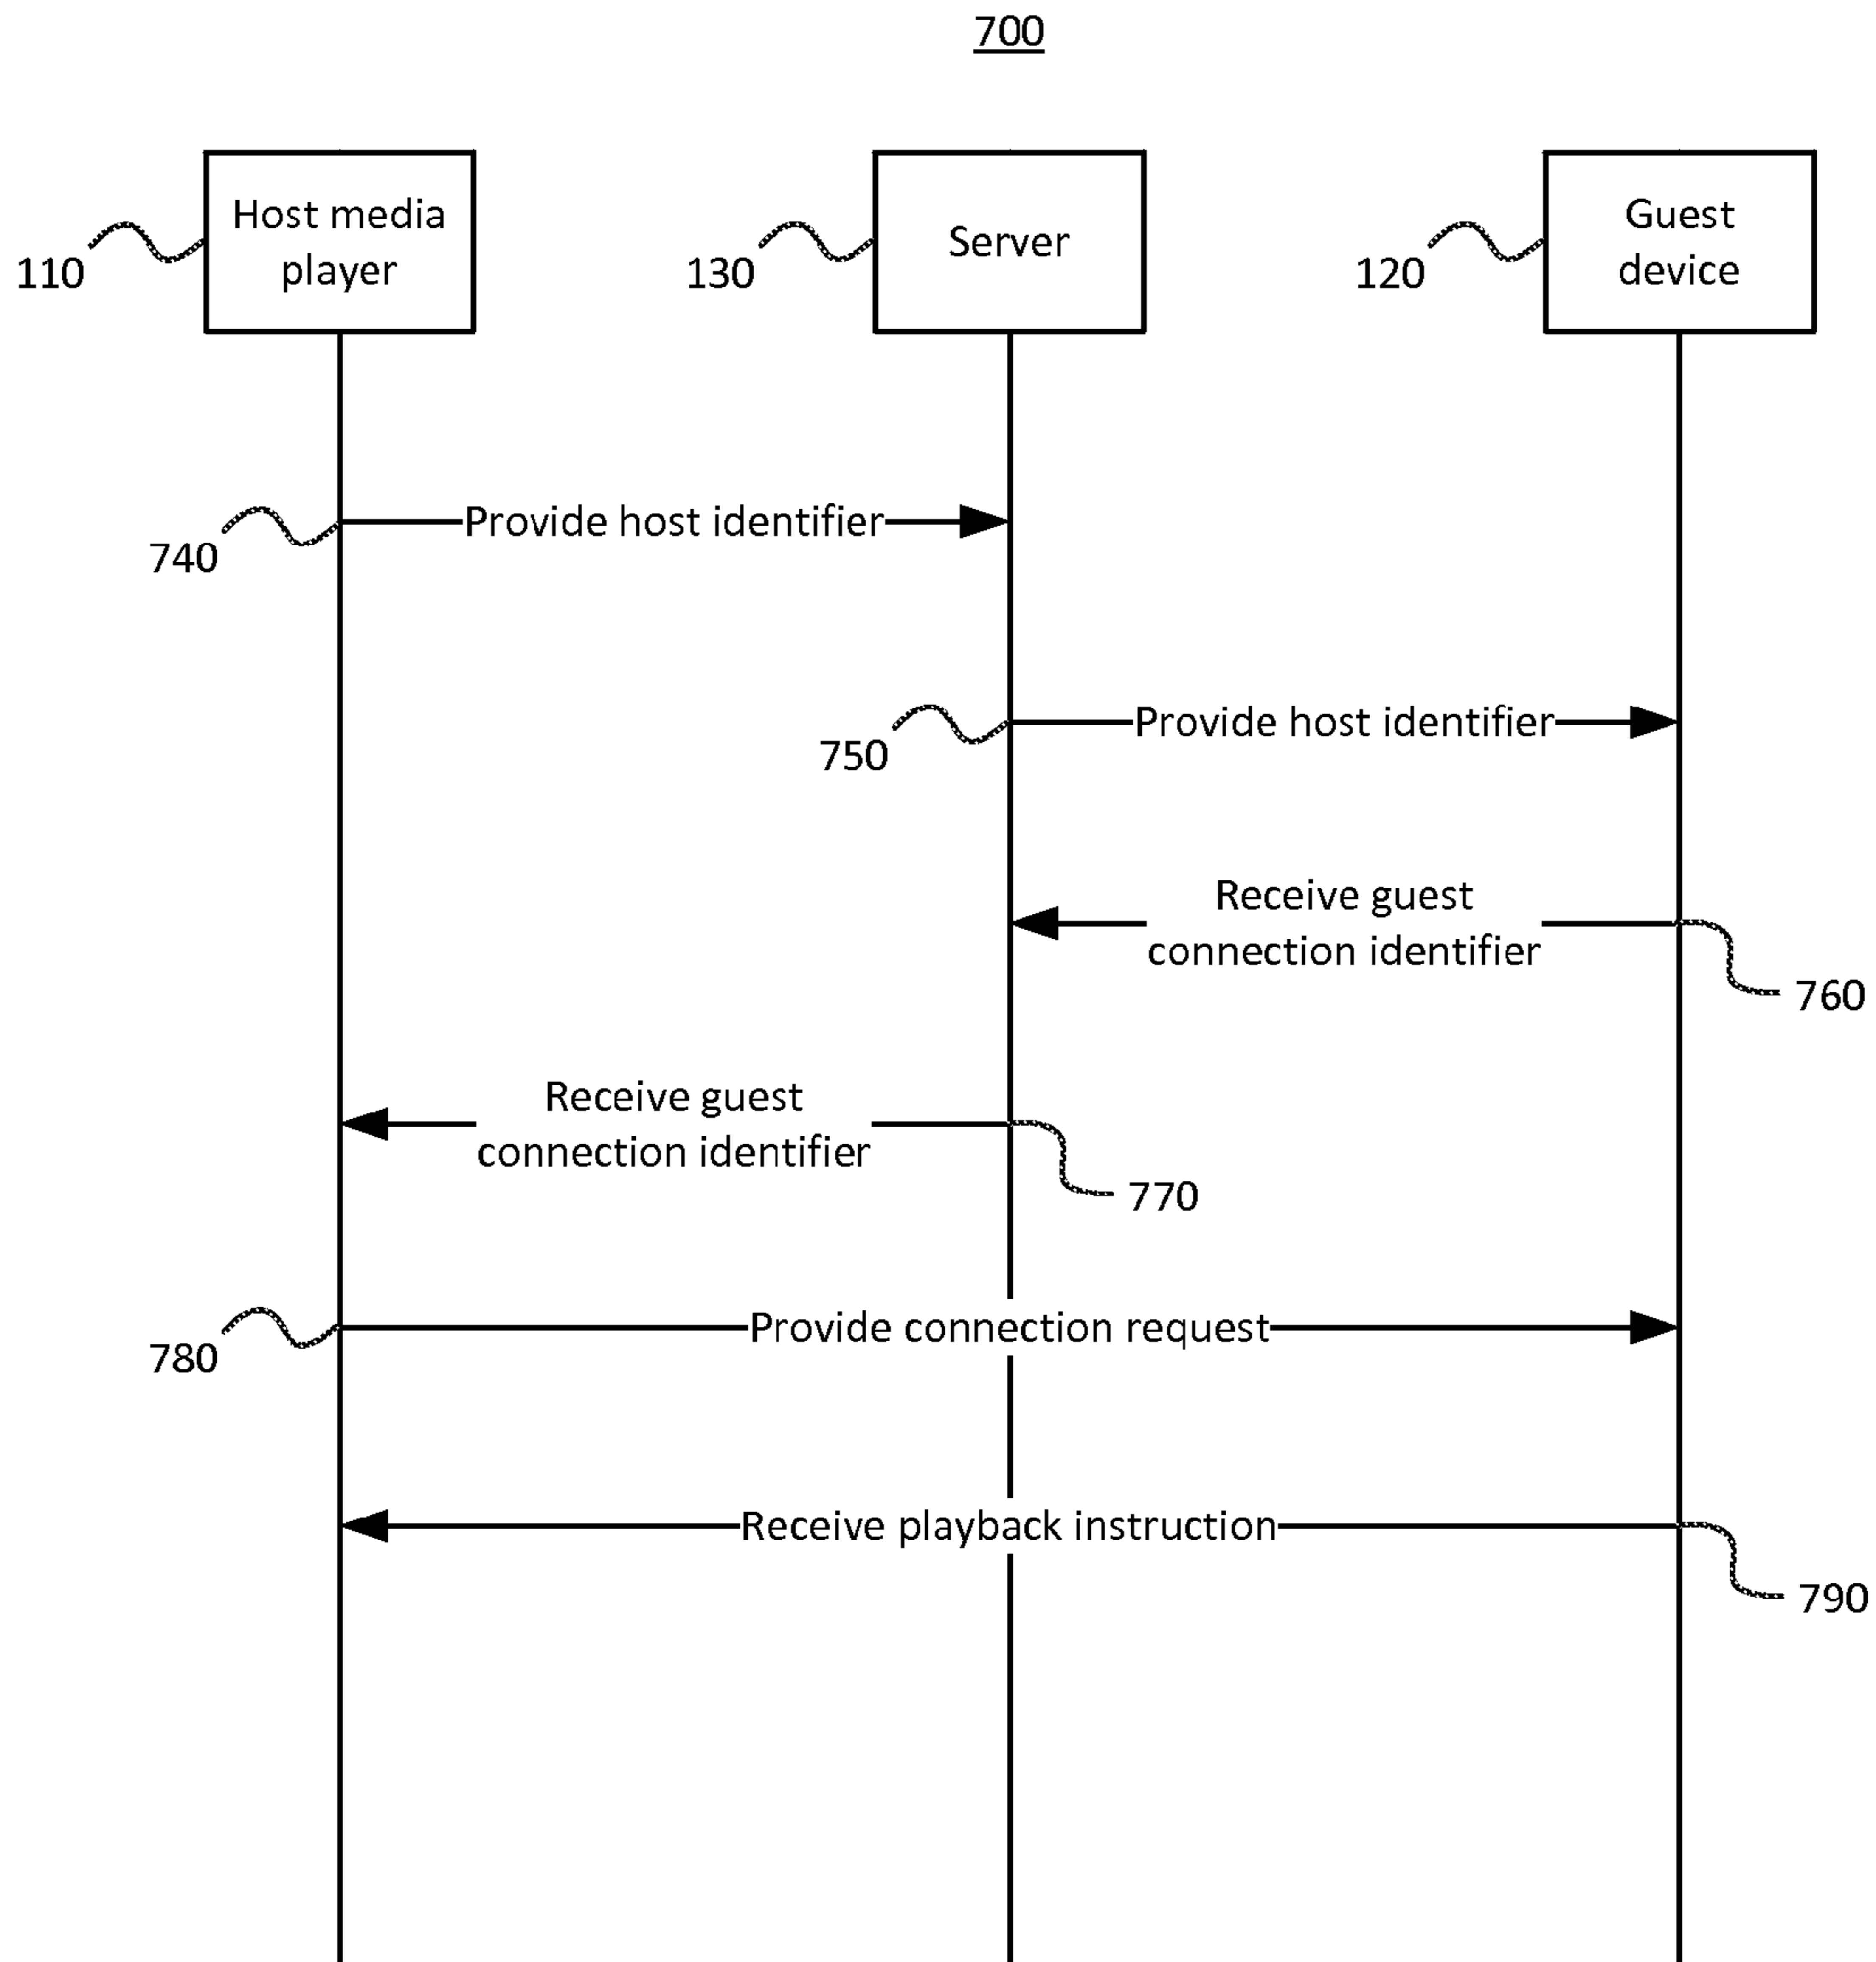 700
Host media
player
110
Server
130
Guest
device
120
Provide host identifier
740
Provide host identifier
750
Receive guest
connection identifier
760
Receive guest
connection identifier
770
Provide connection request
780
Receive playback instruction
790